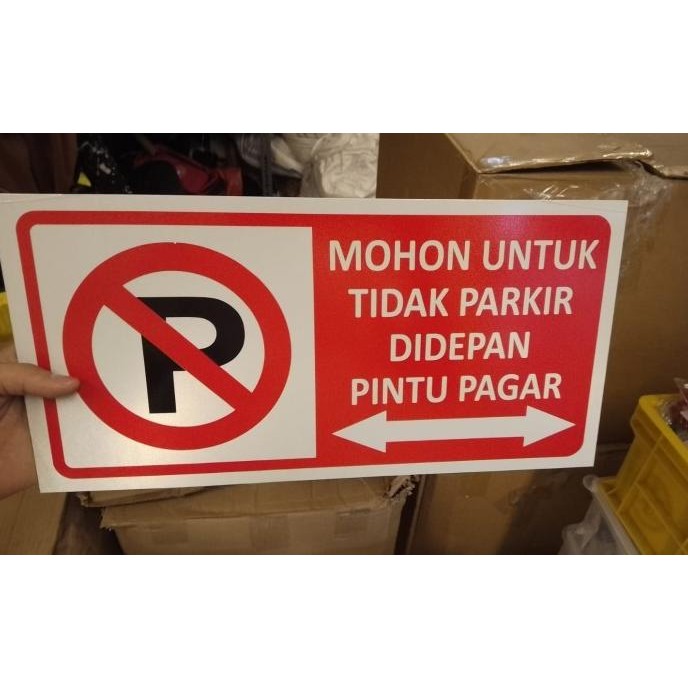 P
MOHON UNTUK
TIDAK PARKIR
DIDEPAN
PINTU PAGAR